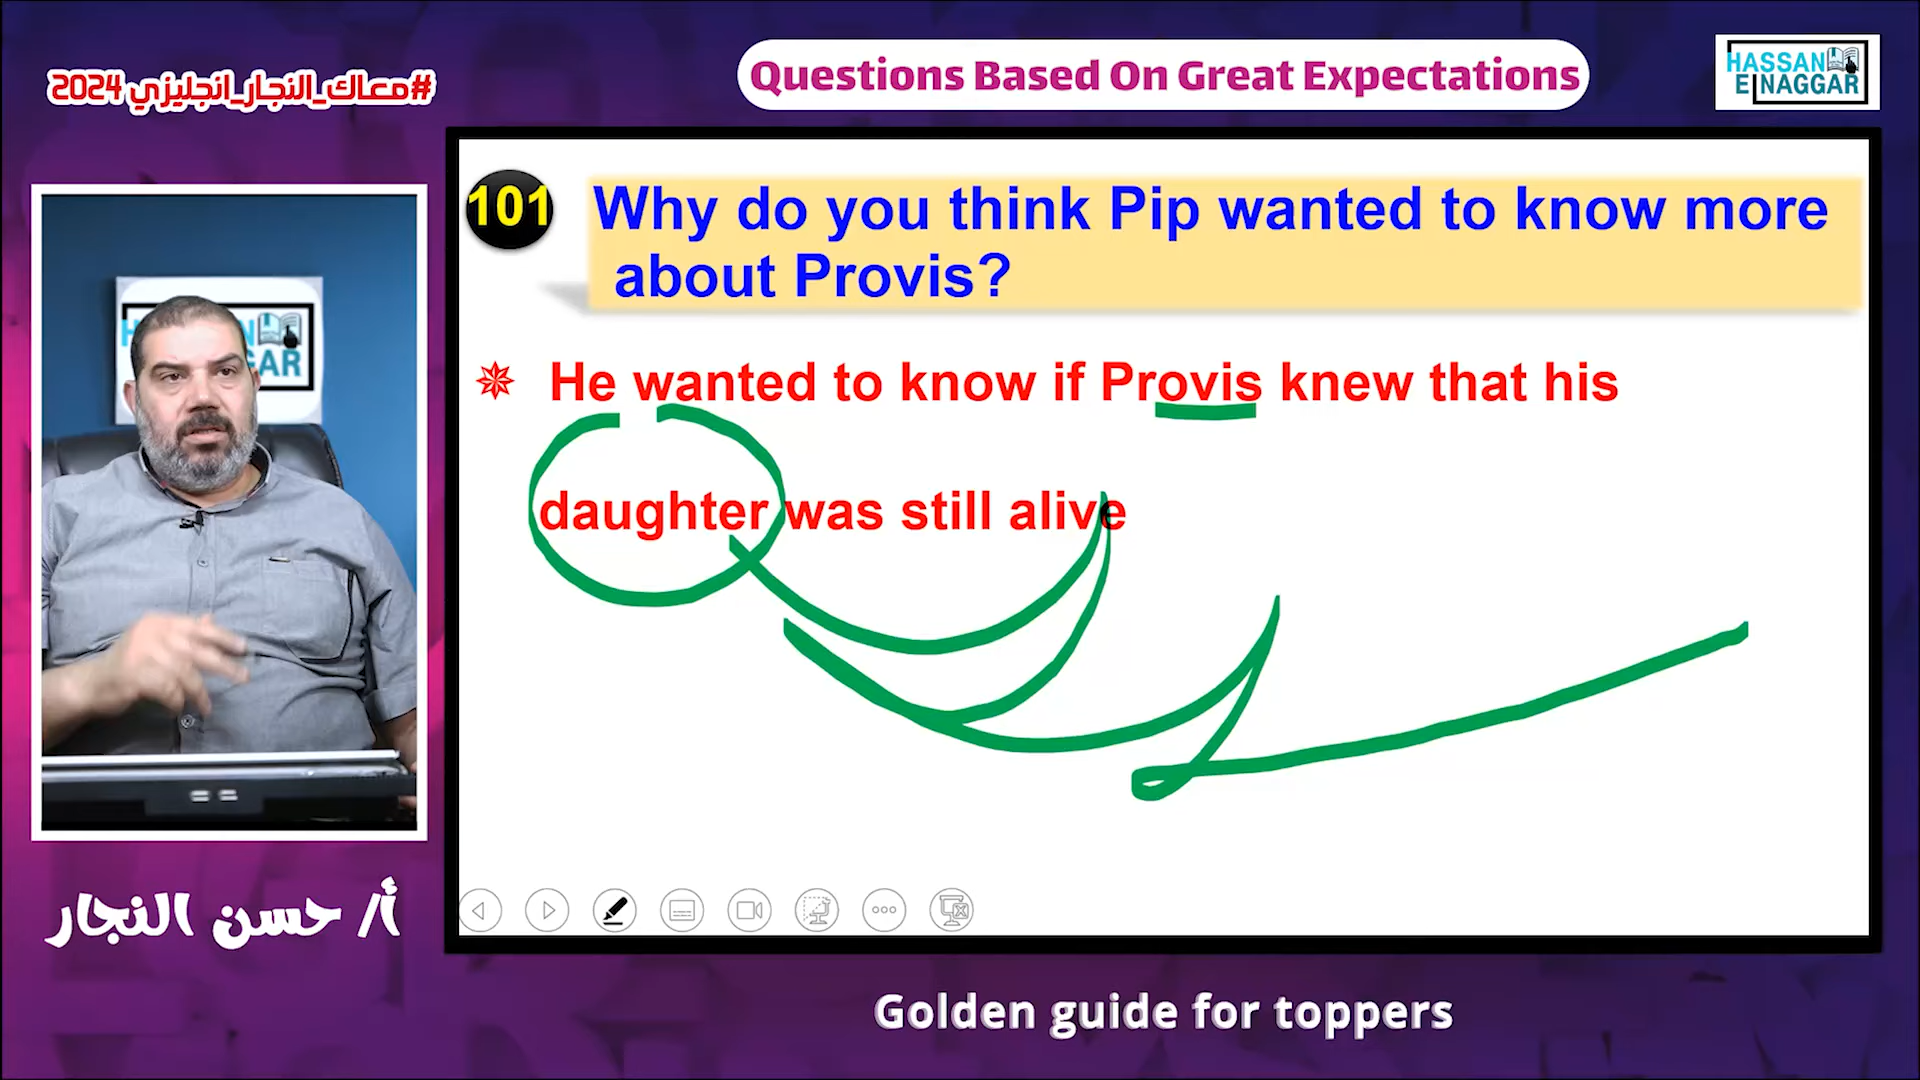 #معاك_النجار_انجليزي 2024
Questions Based On Great Expectations
HASSAN
ELNAGGAR
101
Why do you think Pip wanted to know more
about Provis?
He wanted to know if Provis knew that his
daughter was still alive
أ/ حسن النجار
Golden guide for toppers